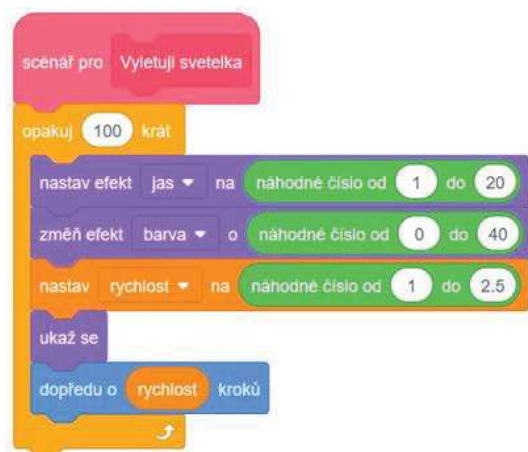 scénář pro Vyletuji svetelka
opakuj 100 krát
nastav efekt jas na náhodné číslo od 1 do 20
změň efekt barva o náhodné číslo od 0 do 40
nastav rychlost na náhodné číslo od 1 do 2.5
ukaž se
dopředu o rychlost kroků